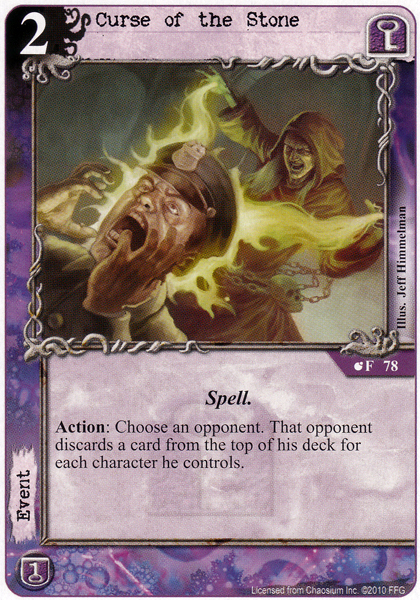 2
Curse of the Stone
Illus. Jeff Himmelman
F 78
Spell.
Action: Choose an opponent. That opponent
discards a card from the top of his deck for
each character he controls.
Event
1
Licensed from Chaosium Inc. ©2010 FFG